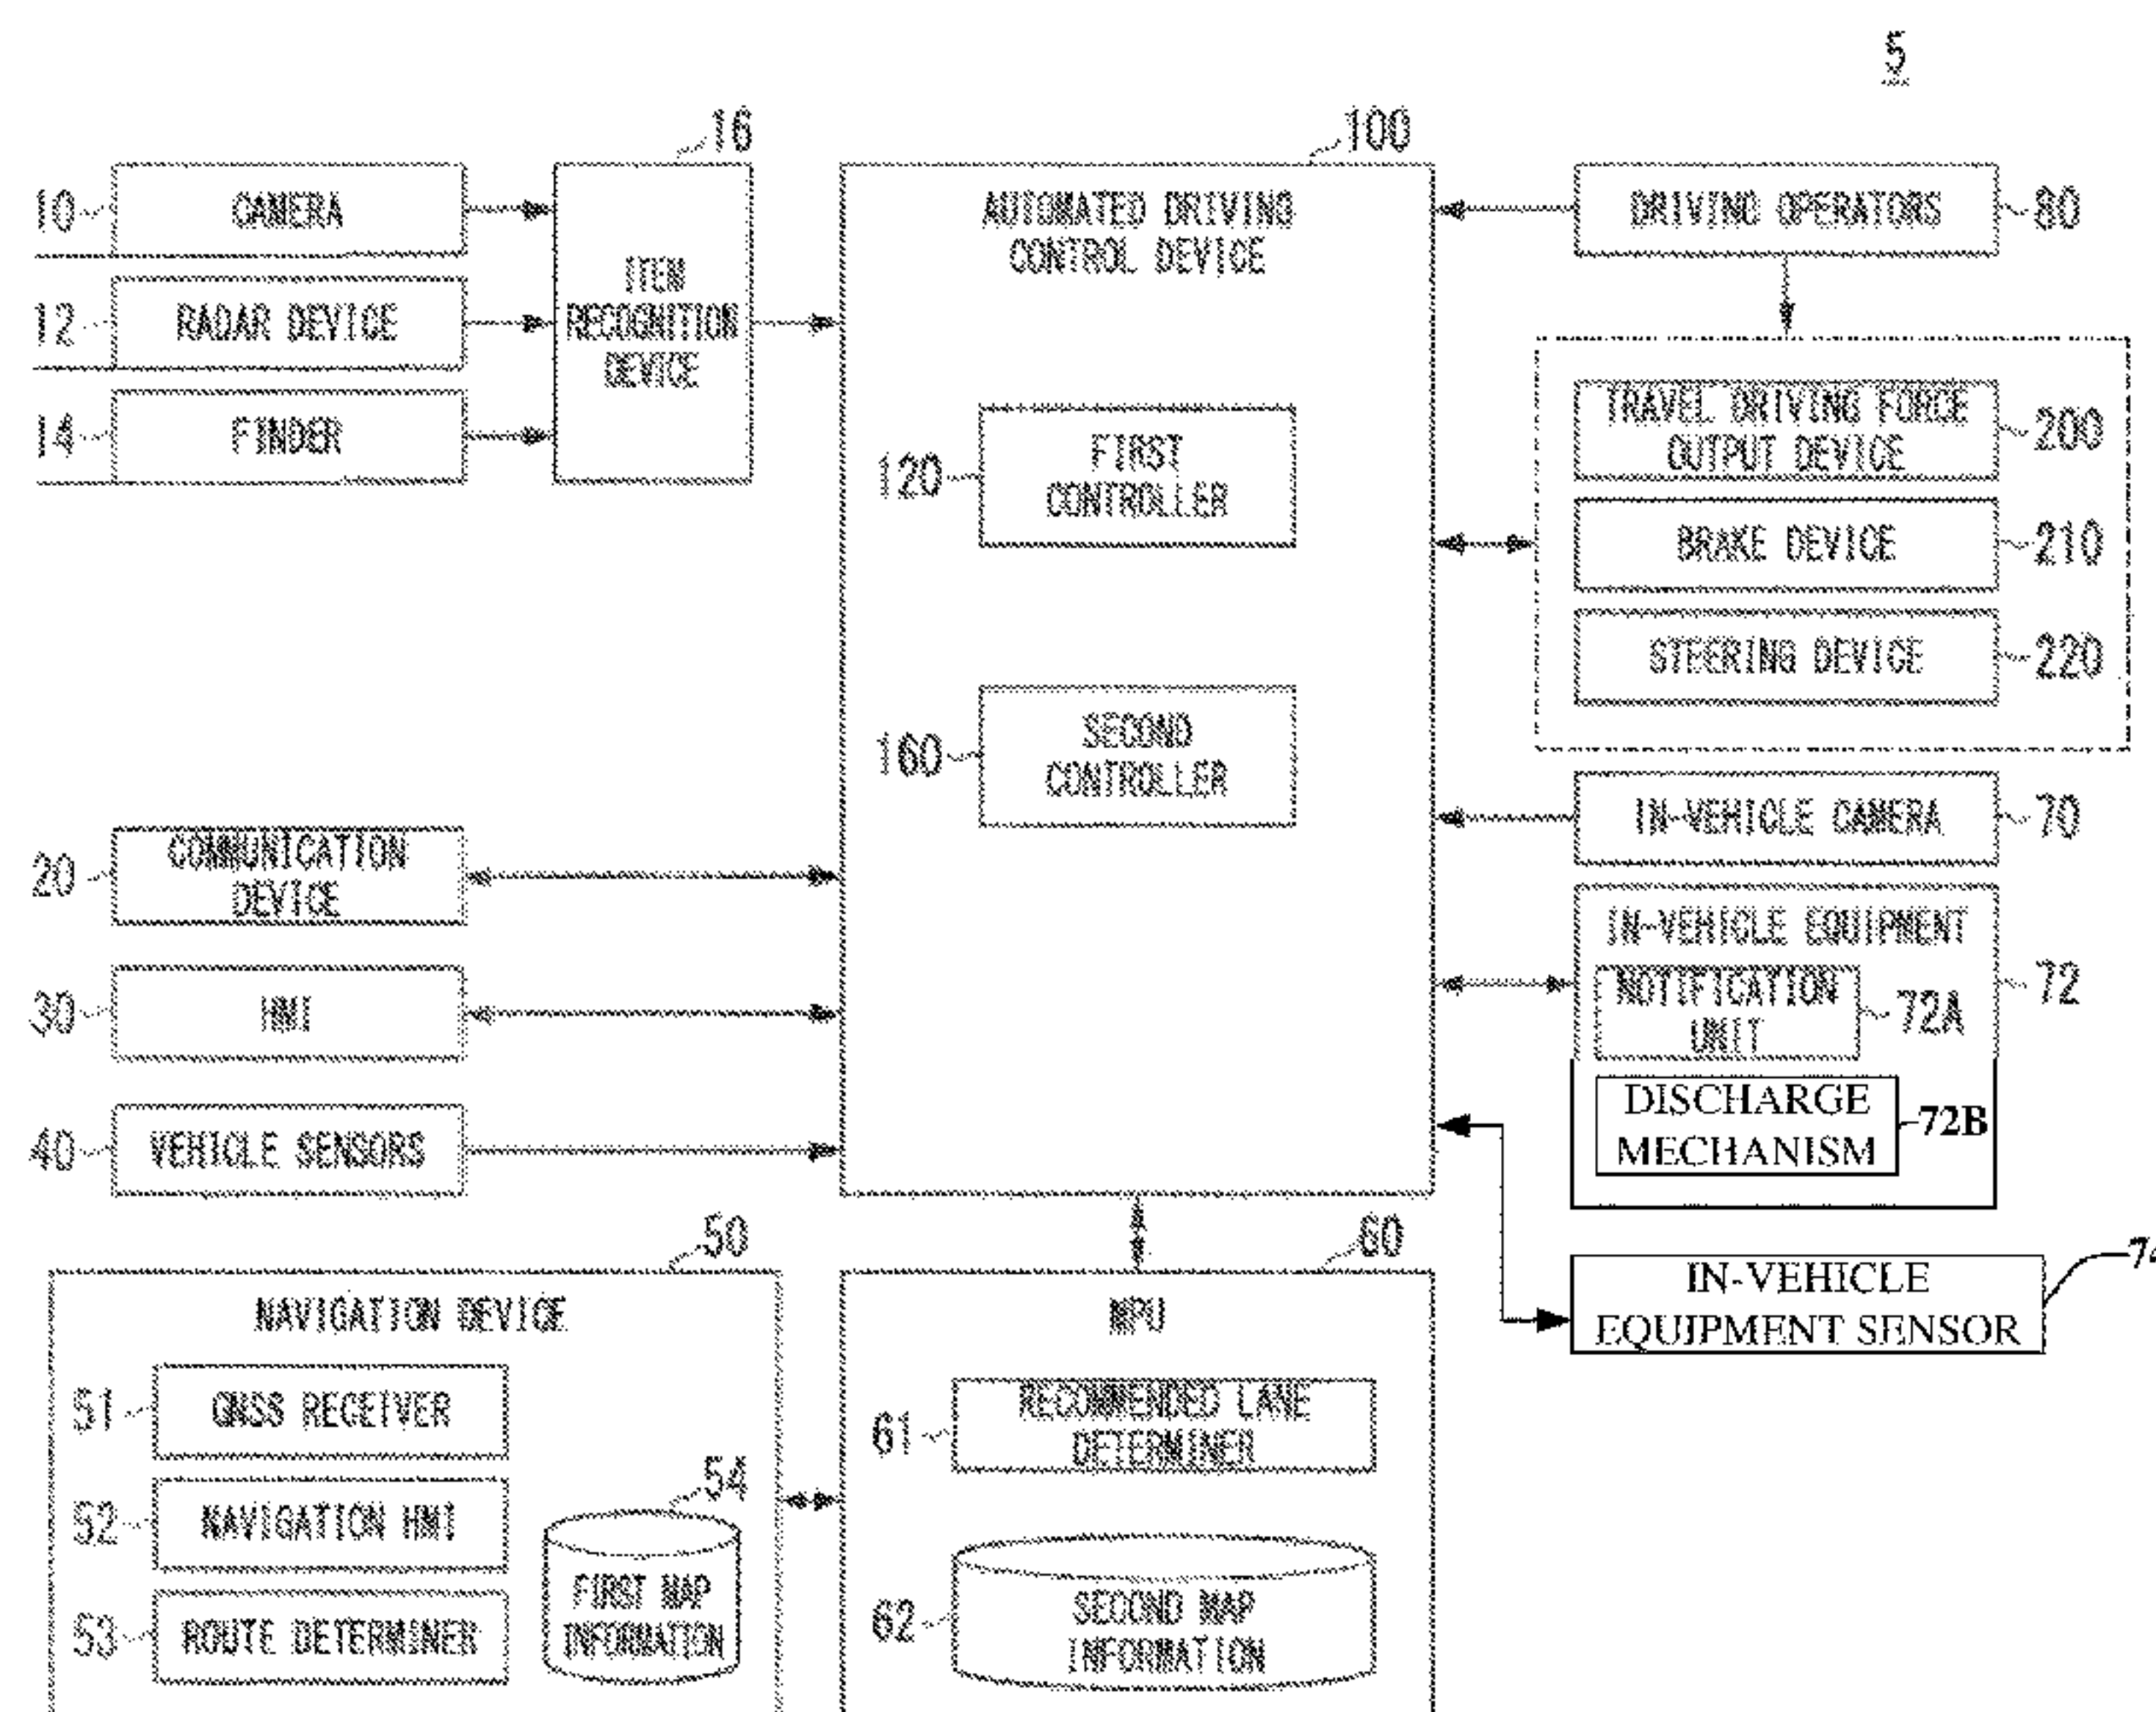 5
16
100
10
CAMERA
12
RADAR DEVICE
14
FINDER
ITEM
RECOGNITION
DEVICE
AUTOMATED DRIVING
CONTROL DEVICE
120
FIRST
CONTROLLER
160
SECOND
CONTROLLER
DRIVING OPERATORS
80
TRAVEL DRIVING FORCE
OUTPUT DEVICE
200
BRAKE DEVICE
210
STEERING DEVICE
220
20
COMMUNICATION
DEVICE
30
HMI
40
VEHICLE SENSORS
IN-VEHICLE CAMERA
70
IN-VEHICLE EQUIPMENT
72
NOTIFICATION
UNIT
72A
DISCHARGE
MECHANISM
72B
IN-VEHICLE
EQUIPMENT SENSOR
50
NAVIGATION DEVICE
51
GNSS RECEIVER
52
NAVIGATION HMI
53
ROUTE DETERMINER
54
FIRST MAP
INFORMATION
60
MPU
61
RECOMMENDED LANE
DETERMINER
62
SECOND MAP
INFORMATION